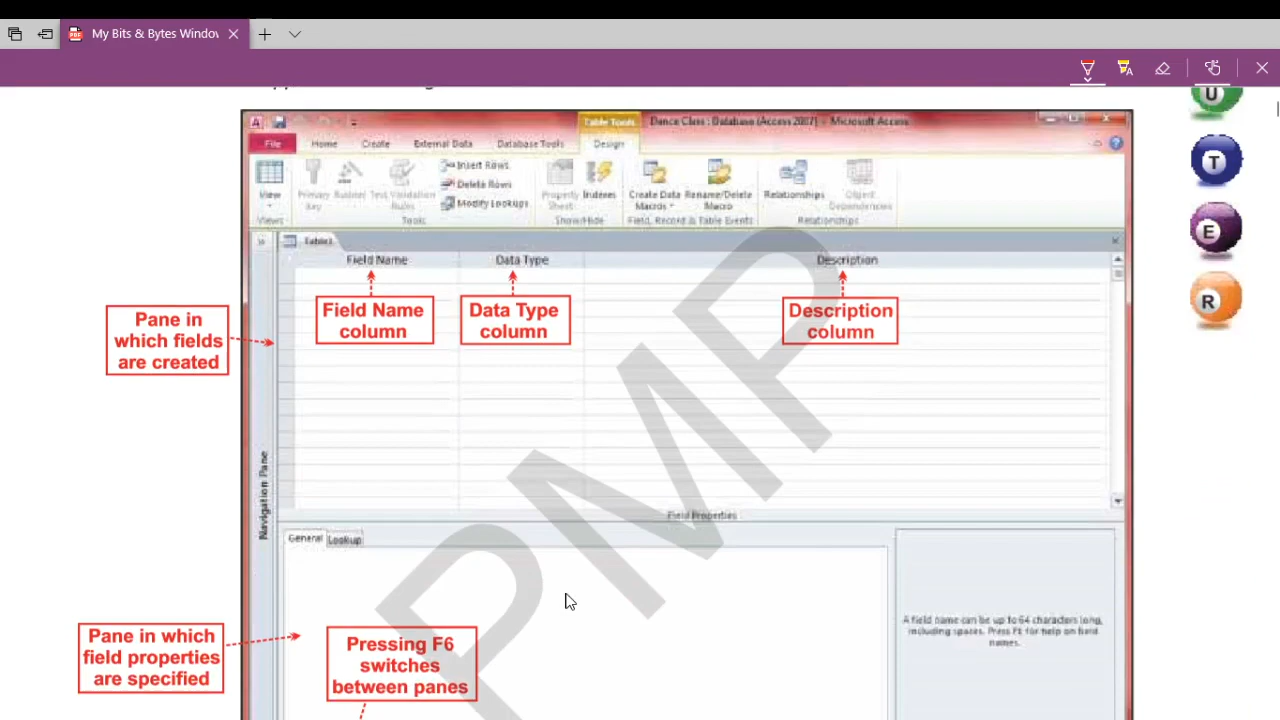 My Bits & Bytes Window
U
T
E
R
Table Tools
Dance Class : Database (Access 2007) - Microsoft Access
File Home Create External Data Database Tools Design
View
Primary Key
Builder
Test Validation Rules
Insert Rows
Delete Rows
Modify Lookups
Property Sheet
Indexes
Create Data Macros
Rename/Delete Macro
Relationships
Object Dependencies
Views
Tools
Show/Hide
Field, Record & Table Events
Relationships
Table1
Field Name Data Type Description
Field Name
column
Data Type
column
Description
column
Pane in
which fields
are created
Navigation Pane
PMP
Field Properties
General Lookup
A field name can be up to 64 characters long,
including spaces. Press F1 for help on field
names.
Pane in which
field properties
are specified
Pressing F6
switches
between panes